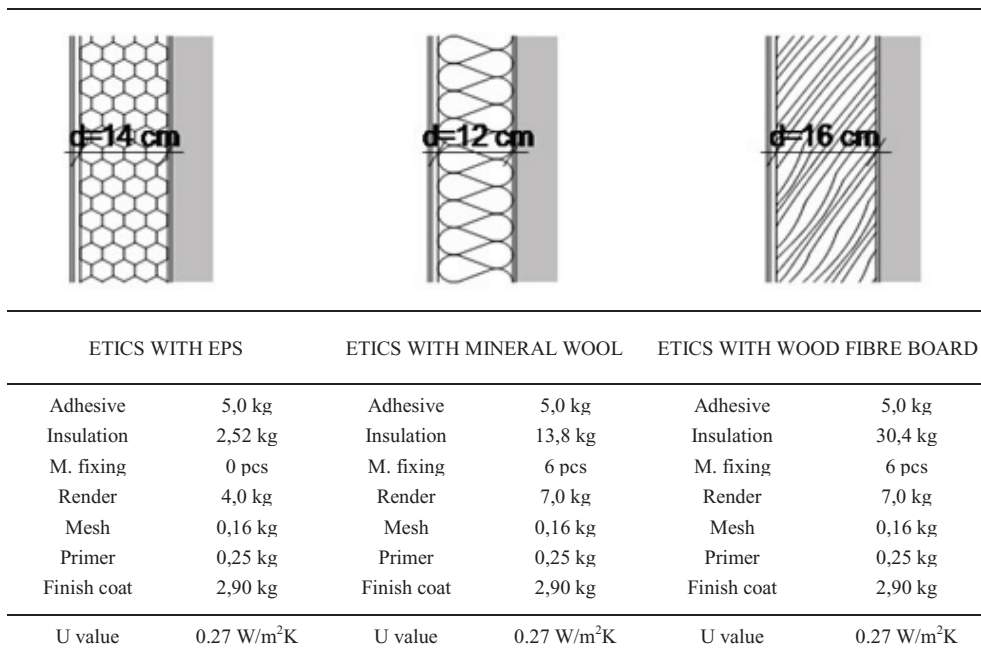 d=14 cm d=12 cm d=16 cm
ETICS WITH EPS ETICS WITH MINERAL WOOL ETICS WITH WOOD FIBRE BOARD
Adhesive 5,0 kg Adhesive 5,0 kg Adhesive 5,0 kg
Insulation 2,52 kg Insulation 13,8 kg Insulation 30,4 kg
M. fixing 0 pcs M. fixing 6 pcs M. fixing 6 pcs
Render 4,0 kg Render 7,0 kg Render 7,0 kg
Mesh 0,16 kg Mesh 0,16 kg Mesh 0,16 kg
Primer 0,25 kg Primer 0,25 kg Primer 0,25 kg
Finish coat 2,90 kg Finish coat 2,90 kg Finish coat 2,90 kg
U value 0.27 W/m²K U value 0.27 W/m²K U value 0.27 W/m²K